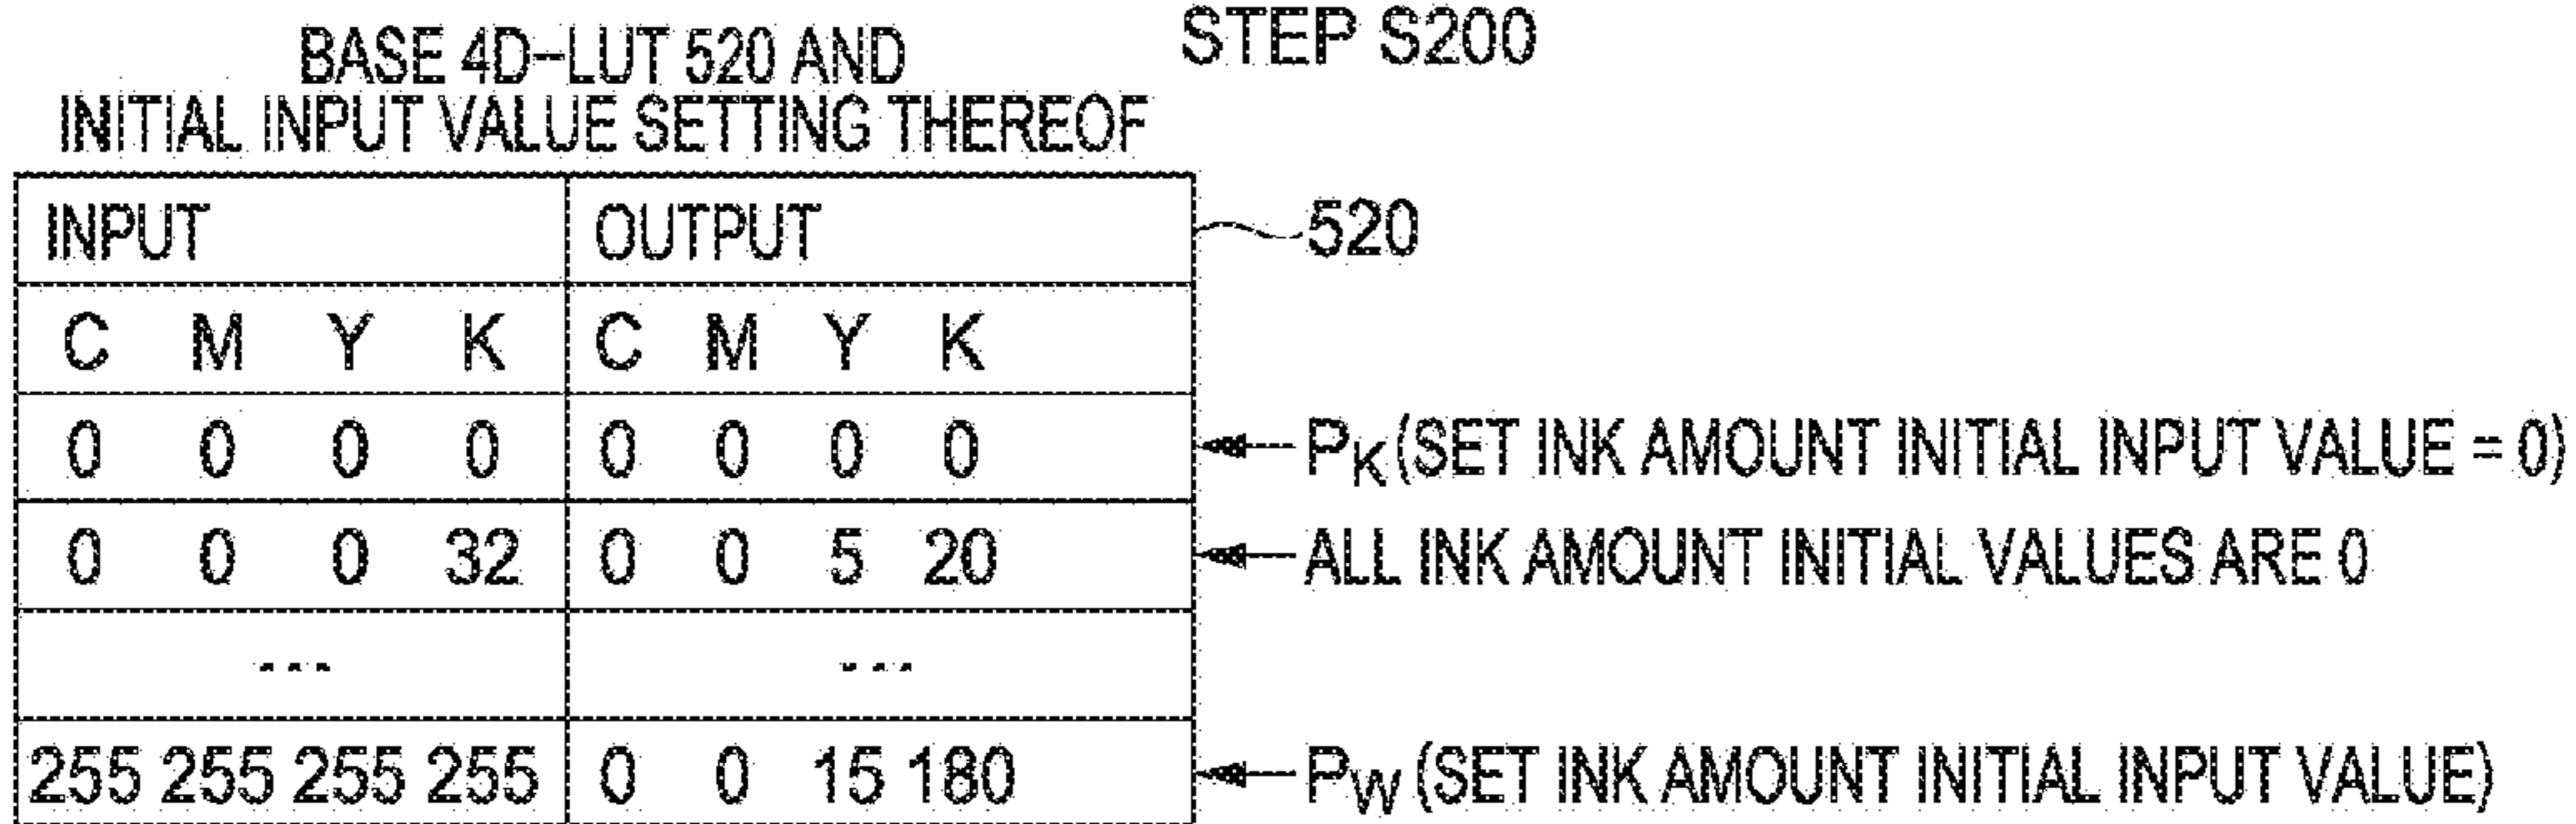 BASE 4D-LUT 520 AND
INITIAL INPUT VALUE SETTING THEREOF
STEP S200
INPUT OUTPUT 520
C M Y K C M Y K
0 0 0 0 0 0 0 0 PK (SET INK AMOUNT INITIAL INPUT VALUE = 0)
0 0 0 32 0 0 5 20 ALL INK AMOUNT INITIAL VALUES ARE 0
... ...
255 255 255 255 0 0 15 180 PW (SET INK AMOUNT INITIAL INPUT VALUE)